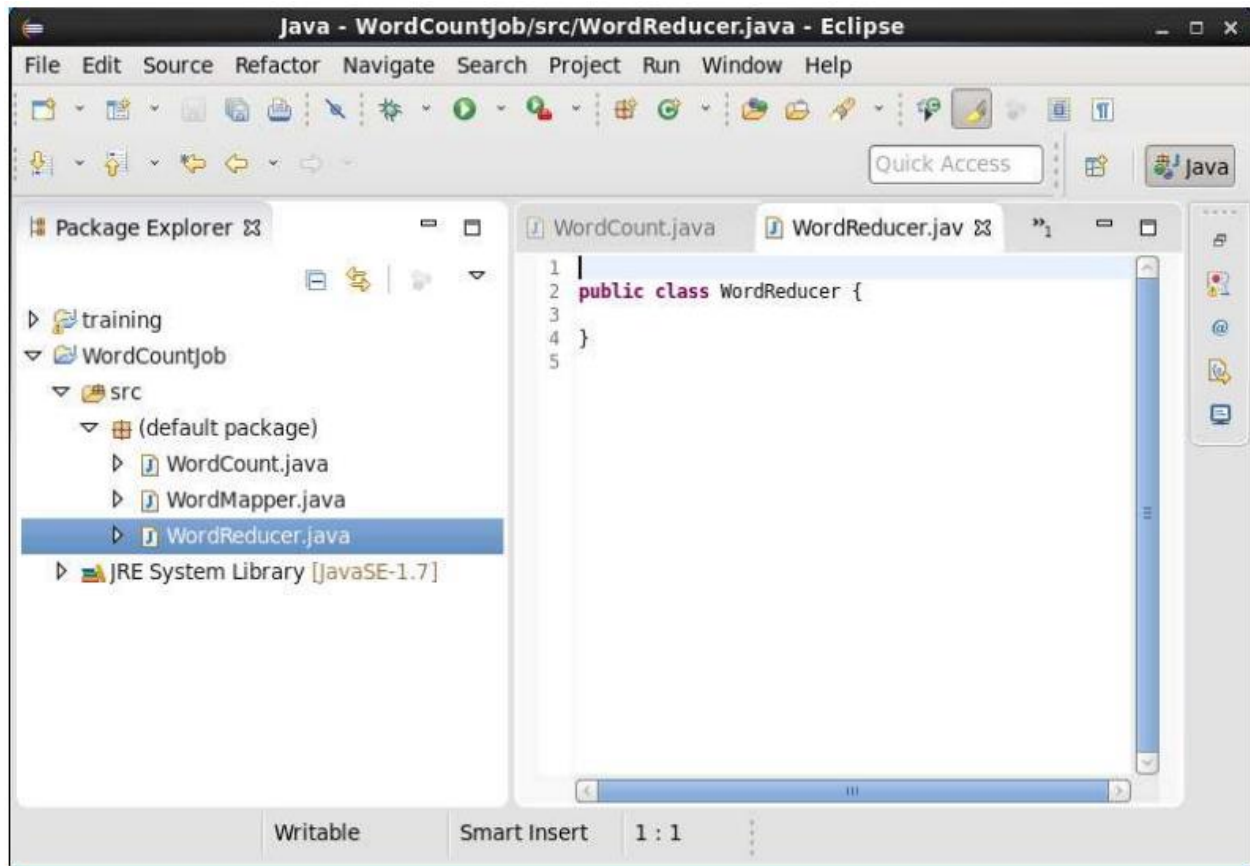 Java - WordCountJob/src/WordReducer.java - Eclipse
File Edit Source Refactor Navigate Search Project Run Window Help
Quick Access
Java
Package Explorer
WordCount.java
WordReducer.jav
»1
training
WordCountJob
src
(default package)
WordCount.java
WordMapper.java
WordReducer.java
JRE System Library [JavaSE-1.7]
1
2 public class WordReducer {
3
4 }
5
Writable
Smart Insert
1 : 1